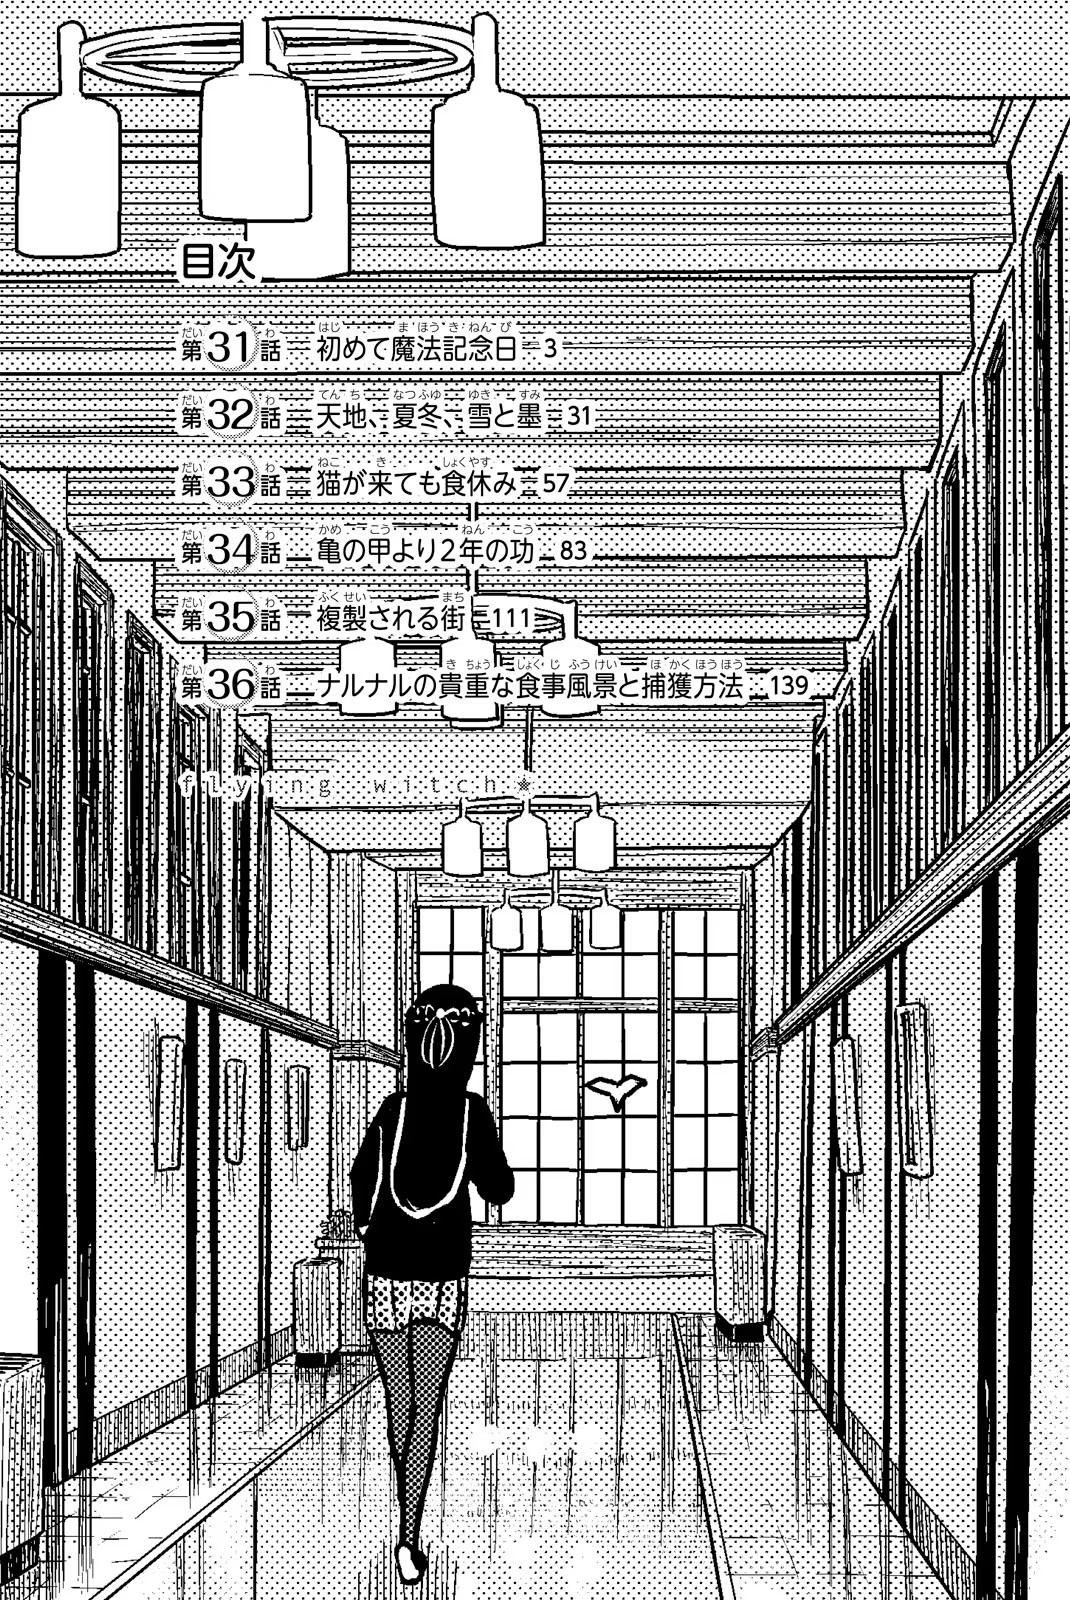 目次
第31話 初めて魔法記念日 3
第32話 天地、夏冬、雪と墨 31
第33話 猫が来ても食休み 57
第34話 亀の甲より2年の功 83
第35話 複製される街 111
第36話 ナルナルの貴重な食事風景と捕獲方法 139
flying witch★